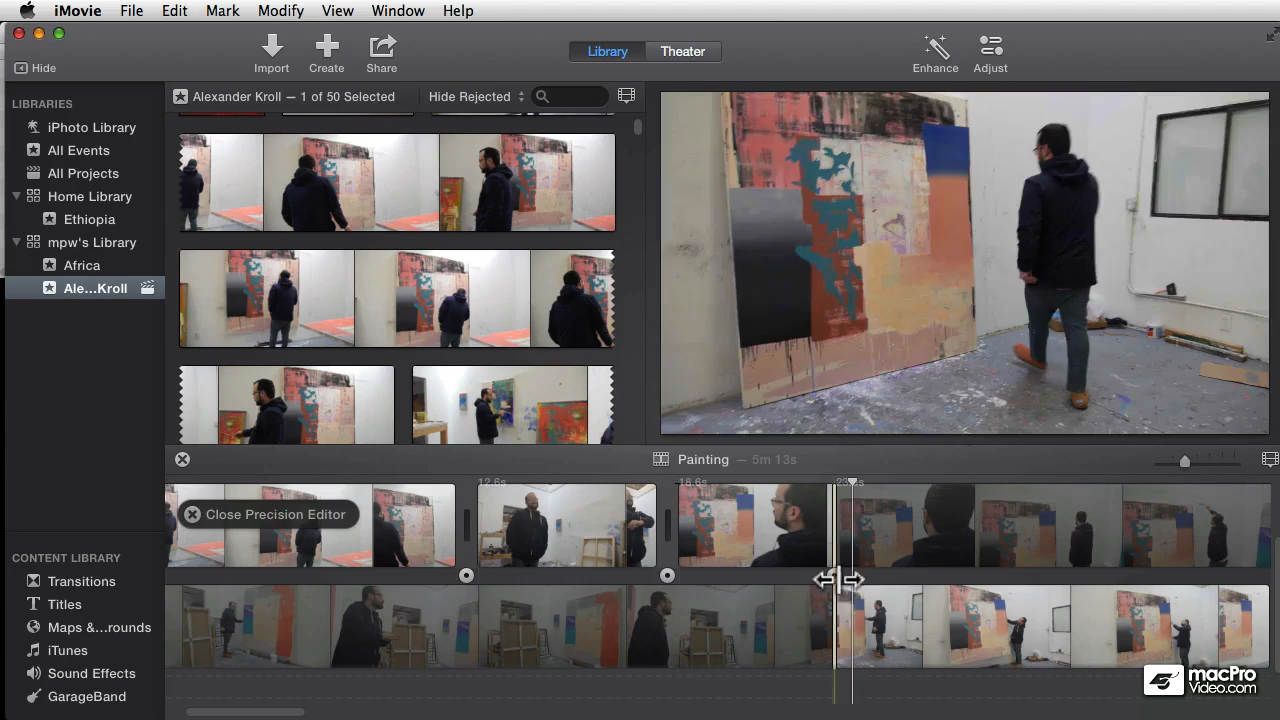 iMovie File Edit Mark Modify View Window Help
Hide
Import Create Share
Library Theater
Enhance Adjust
LIBRARIES
iPhoto Library
All Events
All Projects
Home Library
Ethiopia
mpw's Library
Africa
Ale...Kroll
Alexander Kroll — 1 of 50 Selected
Hide Rejected
Painting — 5m 13s
12.6s
18.6s
Close Precision Editor
CONTENT LIBRARY
Transitions
Titles
Maps &...rounds
iTunes
Sound Effects
GarageBand
macPro
Video.com